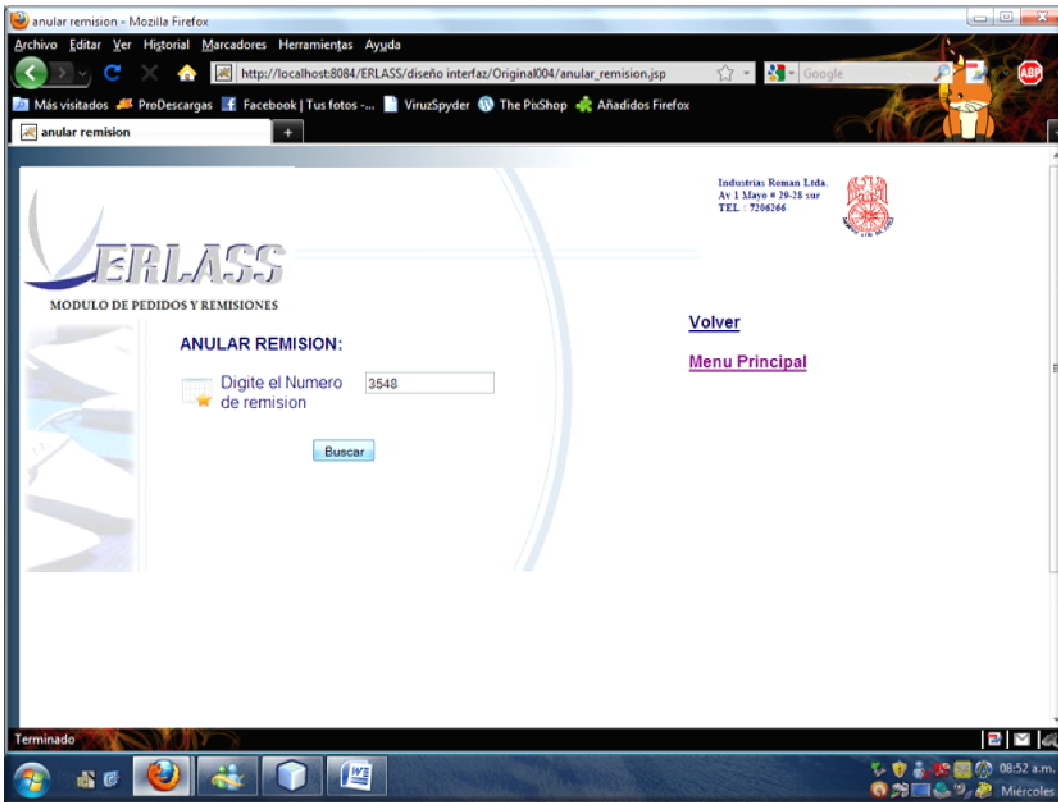 anular remision - Mozilla Firefox
Archivo Editar Ver Historial Marcadores Herramientas Ayuda
http://localhost:8084/ERLASS/diseño interfaz/Original004/anular_remision.jsp
Google
ABP
Más visitados ProDescargas Facebook | Tus fotos -... ViruzSpyder The PixShop Añadidos Firefox
anular remision
Industrias Roman Ltda.
Av 1 Mayo # 29-28 sur
TEL : 7206266
ERLASS
MODULO DE PEDIDOS Y REMISIONES
Volver
ANULAR REMISION:
Menu Principal
Digite el Numero 3548
de remision
Buscar
Terminado
08:52 a.m.
Miércoles